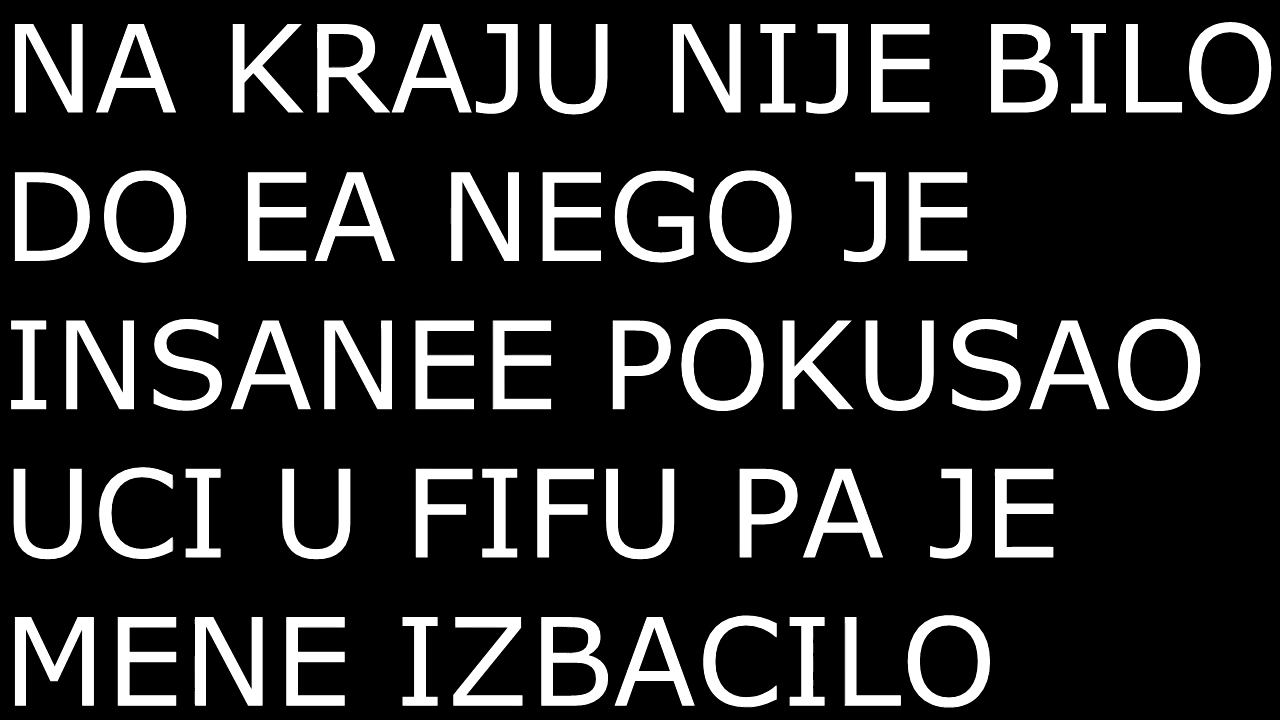 NA KRAJU NIJE BILO
DO EA NEGO JE
INSANEE POKUSAO
UCI U FIFU PA JE
MENE IZBACILO